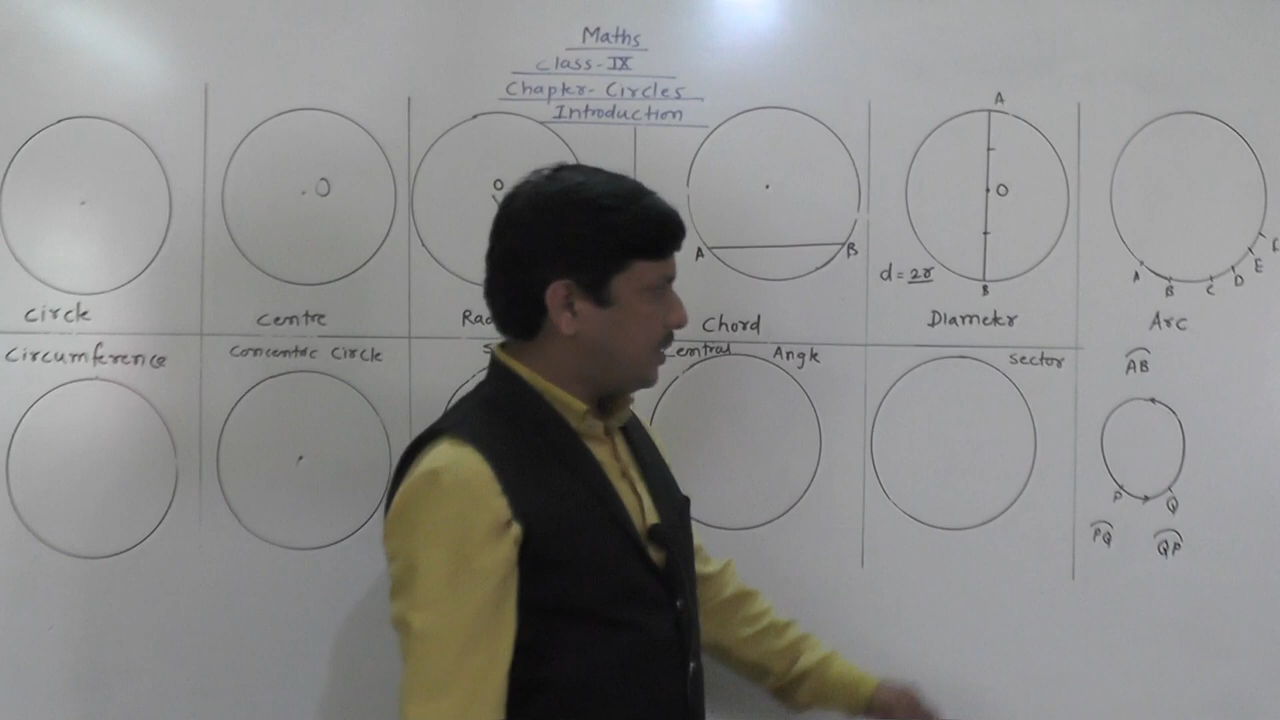 Maths
Class-IX
Chapter- Circles
Introduction
O
O
A
B
A
O
B
d = 2r
A
B
C
D
E
Circle
Centre
Chord
Diameter
Arc
Circumference
Concentric Circle
Central Angle
Sector
AB
P
Q
PQ
QP